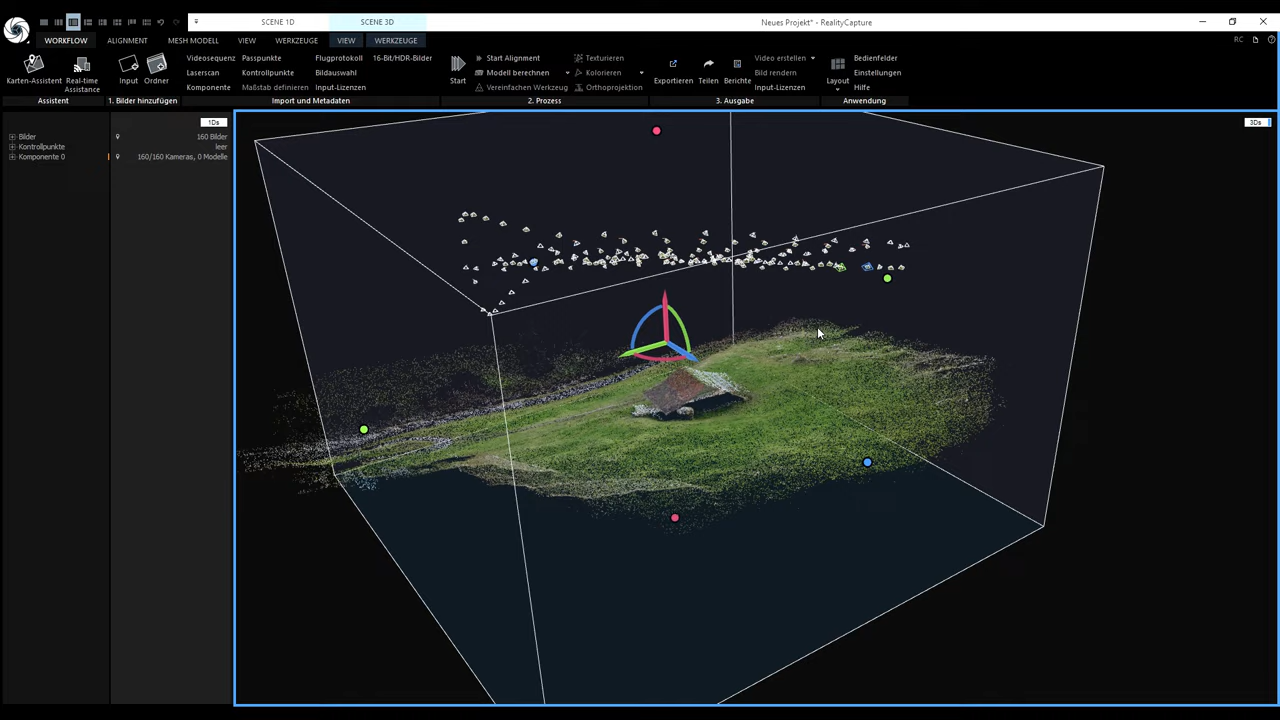 SCENE 1D
SCENE 3D
Neues Projekt* - RealityCapture
WORKFLOW
ALIGNMENT
MESH MODELL
VIEW
WERKZEUGE
VIEW
WERKZEUGE
RC
Karten-Assistent
Real-time Assistance
Input
Ordner
Videosequenz
Laserscan
Komponente
Passpunkte
Kontrollpunkte
Maßstab definieren
Flugprotokoll
Bildauswahl
Input-Lizenzen
16-Bit/HDR-Bilder
Start
Start Alignment
Modell berechnen
Vereinfachen Werkzeug
Texturieren
Kolorieren
Orthoprojektion
Exportieren
Teilen
Berichte
Video erstellen
Bild rendern
Input-Lizenzen
Layout
Bedienfelder
Einstellungen
Hilfe
Assistent
1. Bilder hinzufügen
Import und Metadaten
2. Prozess
3. Ausgabe
Anwendung
1Ds
3Ds
Bilder
160 Bilder
Kontrollpunkte
leer
Komponente 0
160/160 Kameras, 0 Modelle